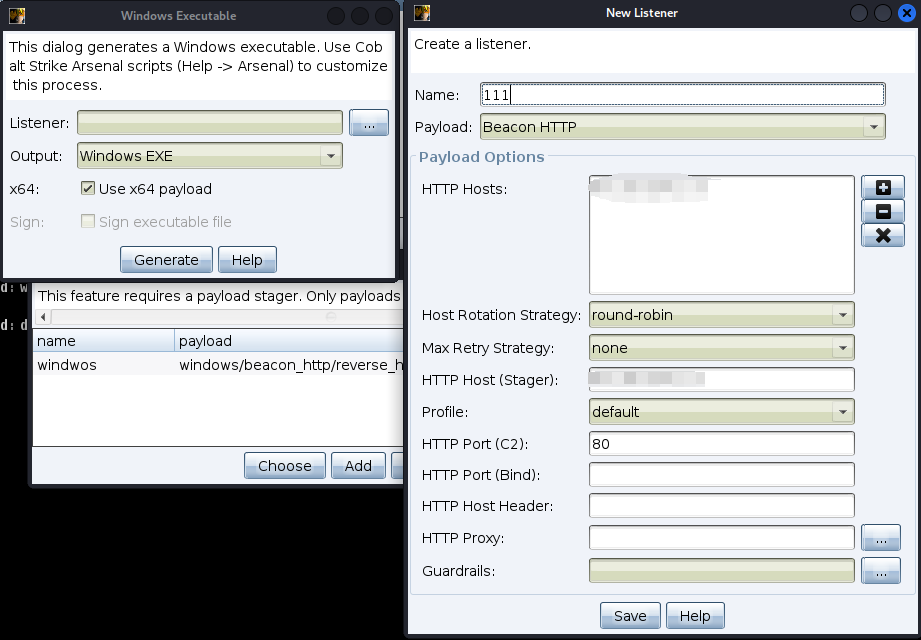 Windows Executable
This dialog generates a Windows executable. Use Cob
alt Strike Arsenal scripts (Help -> Arsenal) to customize
this process.
Listener:
...
Output: Windows EXE
x64: Use x64 payload
Sign: Sign executable file
Generate Help
d: w
This feature requires a payload stager. Only payloads
d: d
name payload
windwos windows/beacon_http/reverse_h
Choose Add
New Listener
Create a listener.
Name: 111
Payload: Beacon HTTP
Payload Options
HTTP Hosts:
Host Rotation Strategy: round-robin
Max Retry Strategy: none
HTTP Host (Stager):
Profile: default
HTTP Port (C2): 80
HTTP Port (Bind):
HTTP Host Header:
HTTP Proxy: ...
Guardrails: ...
Save Help